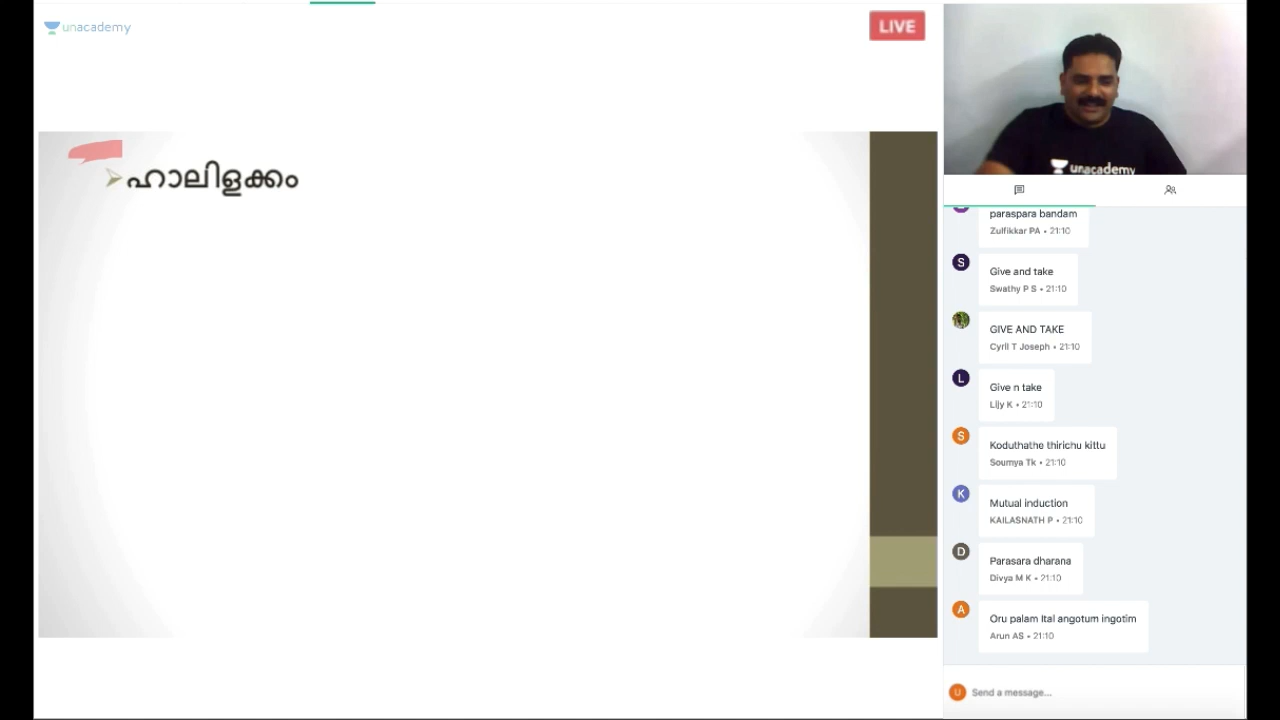 unacademy
LIVE
ഹാലിളക്കം
unacademy
paraspara bandam
Zulfikkar PA • 21:10
S
Give and take
Swathy P S • 21:10
GIVE AND TAKE
Cyril T Joseph • 21:10
L
Give n take
Lijy K • 21:10
S
Koduthathe thirichu kittu
Soumya Tk • 21:10
K
Mutual induction
KAILASNATH P • 21:10
D
Parasara dharana
Divya M K • 21:10
A
Oru palam Ital angotum ingotim
Arun AS • 21:10
U
Send a message...